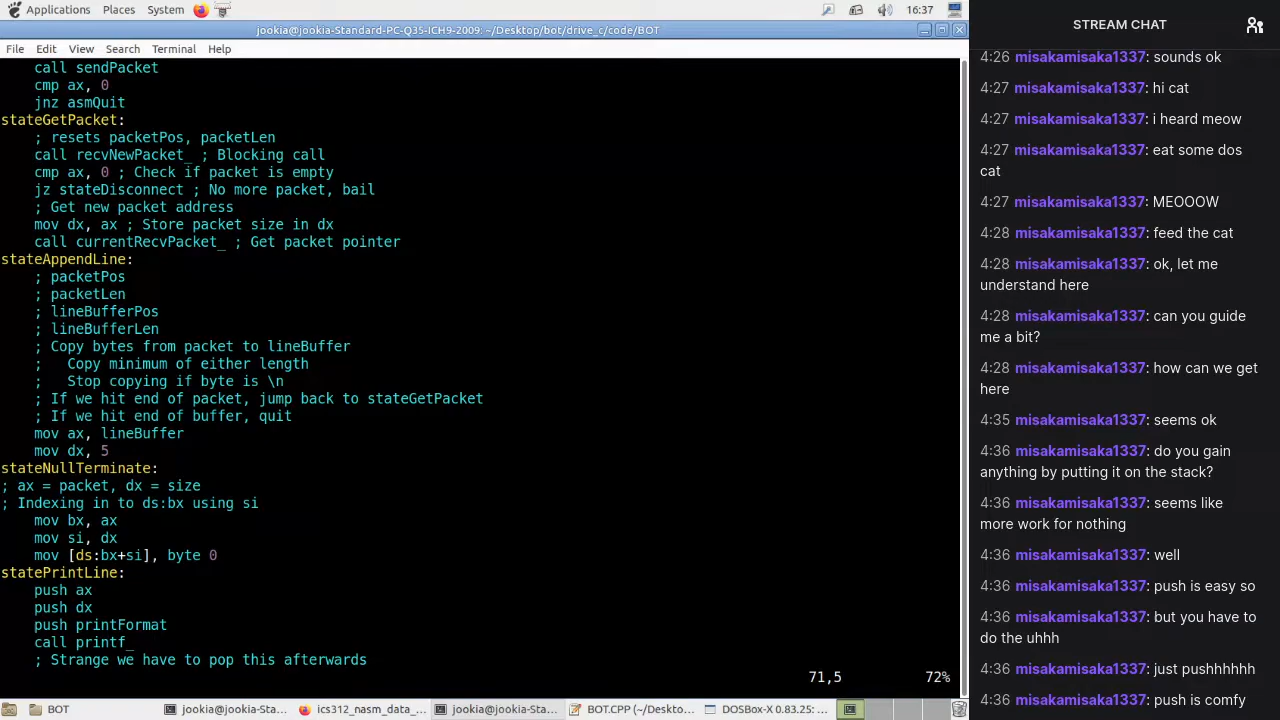 Applications Places System 16:37
jookia@jookia-Standard-PC-Q35-ICH9-2009: ~/Desktop/bot/drive_c/code/BOT
File Edit View Search Terminal Help
call sendPacket
cmp ax, 0
jnz asmQuit
stateGetPacket:
; resets packetPos, packetLen
call recvNewPacket_ ; Blocking call
cmp ax, 0 ; Check if packet is empty
jz stateDisconnect ; No more packet, bail
; Get new packet address
mov dx, ax ; Store packet size in dx
call currentRecvPacket_ ; Get packet pointer
stateAppendLine:
; packetPos
; packetLen
; lineBufferPos
; lineBufferLen
; Copy bytes from packet to lineBuffer
;   Copy minimum of either length
;   Stop copying if byte is \n
; If we hit end of packet, jump back to stateGetPacket
; If we hit end of buffer, quit
mov ax, lineBuffer
mov dx, 5
stateNullTerminate:
; ax = packet, dx = size
; Indexing in to ds:bx using si
mov bx, ax
mov si, dx
mov [ds:bx+si], byte 0
statePrintLine:
push ax
push dx
push printFormat
call printf_
; Strange we have to pop this afterwards
71,5 72%
BOT jookia@jookia-Sta... ics312_nasm_data_... jookia@jookia-Sta... BOT.CPP (~/Deskto... DOSBox-X 0.83.25: ...
STREAM CHAT
4:26 misakamisaka1337: sounds ok
4:27 misakamisaka1337: hi cat
4:27 misakamisaka1337: i heard meow
4:27 misakamisaka1337: eat some dos
cat
4:27 misakamisaka1337: MEOOOW
4:28 misakamisaka1337: feed the cat
4:28 misakamisaka1337: ok, let me
understand here
4:28 misakamisaka1337: can you guide
me a bit?
4:28 misakamisaka1337: how can we get
here
4:35 misakamisaka1337: seems ok
4:36 misakamisaka1337: do you gain
anything by putting it on the stack?
4:36 misakamisaka1337: seems like
more work for nothing
4:36 misakamisaka1337: well
4:36 misakamisaka1337: push is easy so
4:36 misakamisaka1337: but you have to
do the uhhh
4:36 misakamisaka1337: just pushhhhhh
4:36 misakamisaka1337: push is comfy